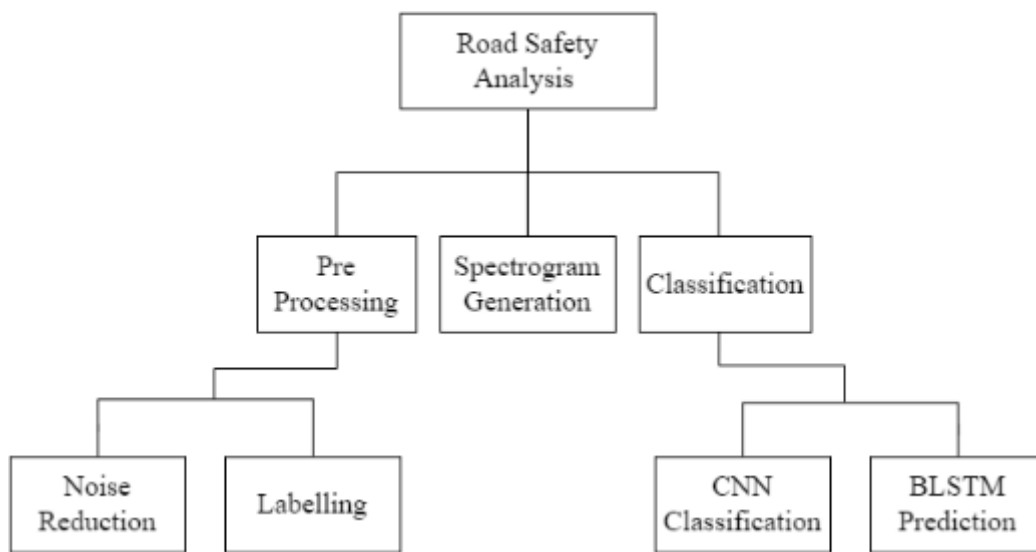 Road Safety
Analysis
Pre
Processing
Spectrogram
Generation
Classification
Noise
Reduction
Labelling
CNN
Classification
BLSTM
Prediction